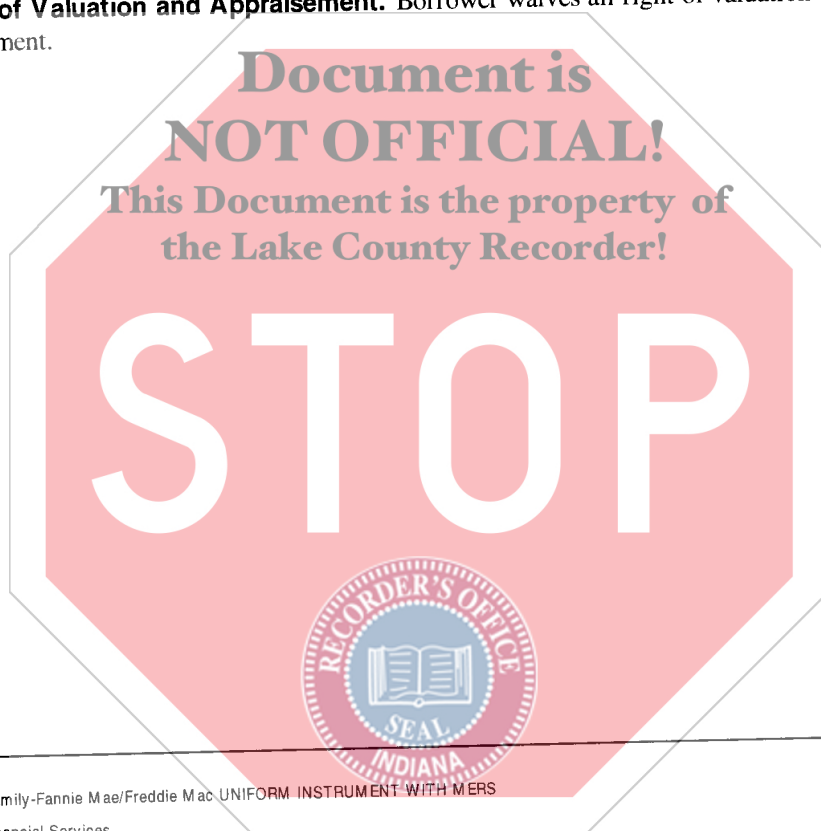 of Valuation and Appraisement. Borrower waives all right of valuation
ment.
Document is
NOT OFFICIAL!
This Document is the property of
the Lake County Recorder!
STOP
RECORDER'S OFFICE
SEAL
INDIANA
mily-Fannie Mae/Freddie Mac UNIFORM INSTRUMENT WITH MERS
Financial Services